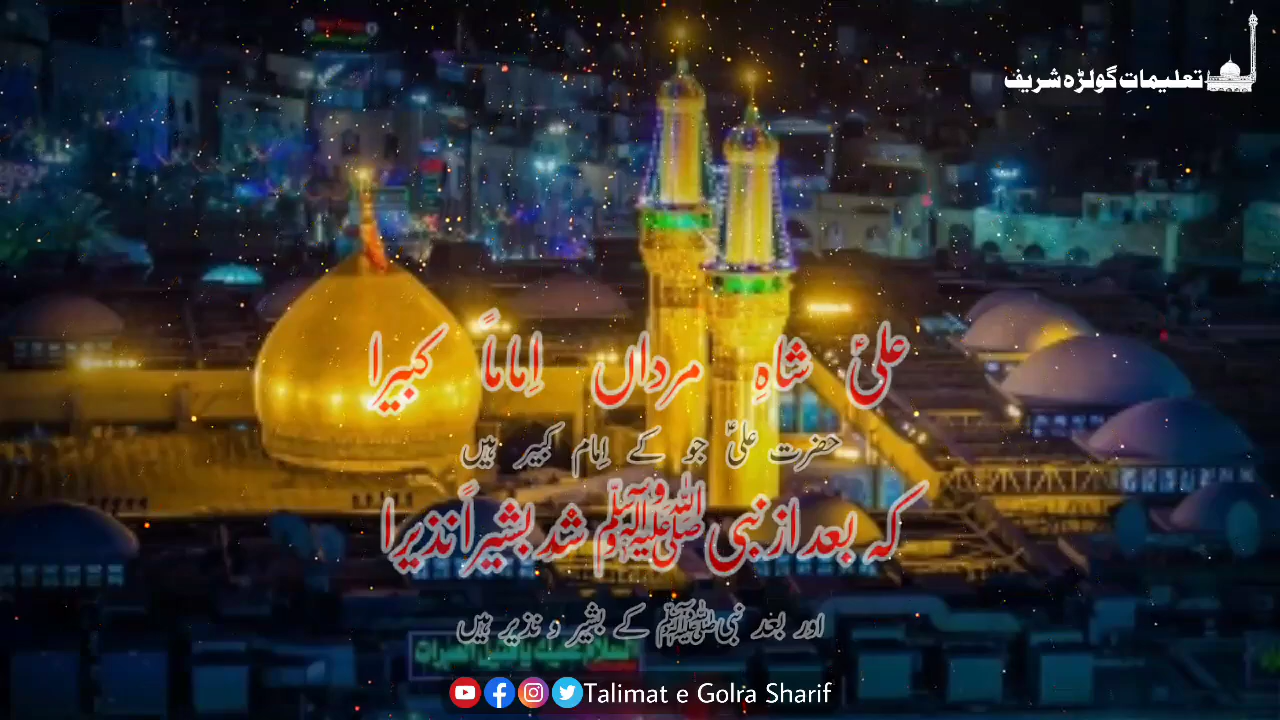 تعلیماتِ گولڑہ شریف
علیؑ شاہِ مرداں اِماماً کبیرا
حضرت علیؑ جو کے اِمام کبیر ہیں
کہ بعد از نبی ﷺ شد بشیراً نذیرا
اور بعد نبی ﷺ کے بشیر و نذیر ہیں
Talimat e Golra Sharif